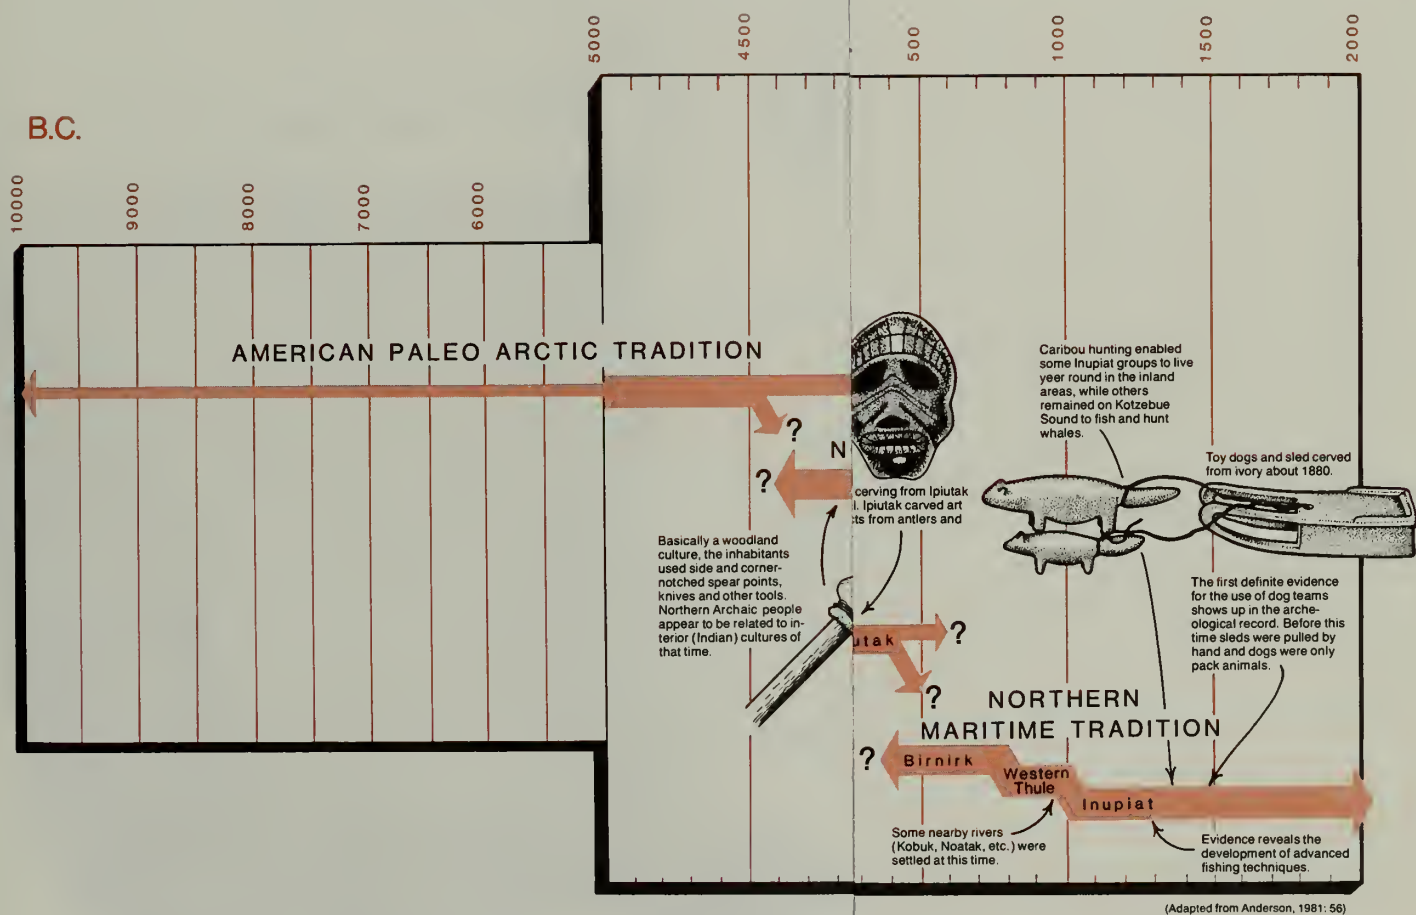 5000
4500
500
1000
1500
2000
B.C.
10000
9000
8000
7000
6000
AMERICAN PALEO ARCTIC TRADITION
?
N
?
cerving from Ipiutak
l. Ipiutak carved art
cts from antlers and
Basically a woodland
culture, the inhabitants
used side and corner-
notched spear points,
knives and other tools.
Northern Archaic people
appear to be related to in-
terior (Indian) cultures of
that time.
Caribou hunting enabled
some Inupiat groups to live
yeer round in the inland
areas, while others
remained on Kotzebue
Sound to fish and hunt
whales.
Toy dogs and sled cerved
from ivory about 1880.
The first definite evidence
for the use of dog teams
shows up in the arche-
ological record. Before this
time sleds were pulled by
hand and dogs were only
pack animals.
utak
?
?
NORTHERN
MARITIME TRADITION
?
Birnirk
Western
Thule
Inupiat
Some nearby rivers
(Kobuk, Noatak, etc.) were
settled at this time.
Evidence reveals the
development of advanced
fishing techniques.
(Adapted from Anderson, 1981: 56)